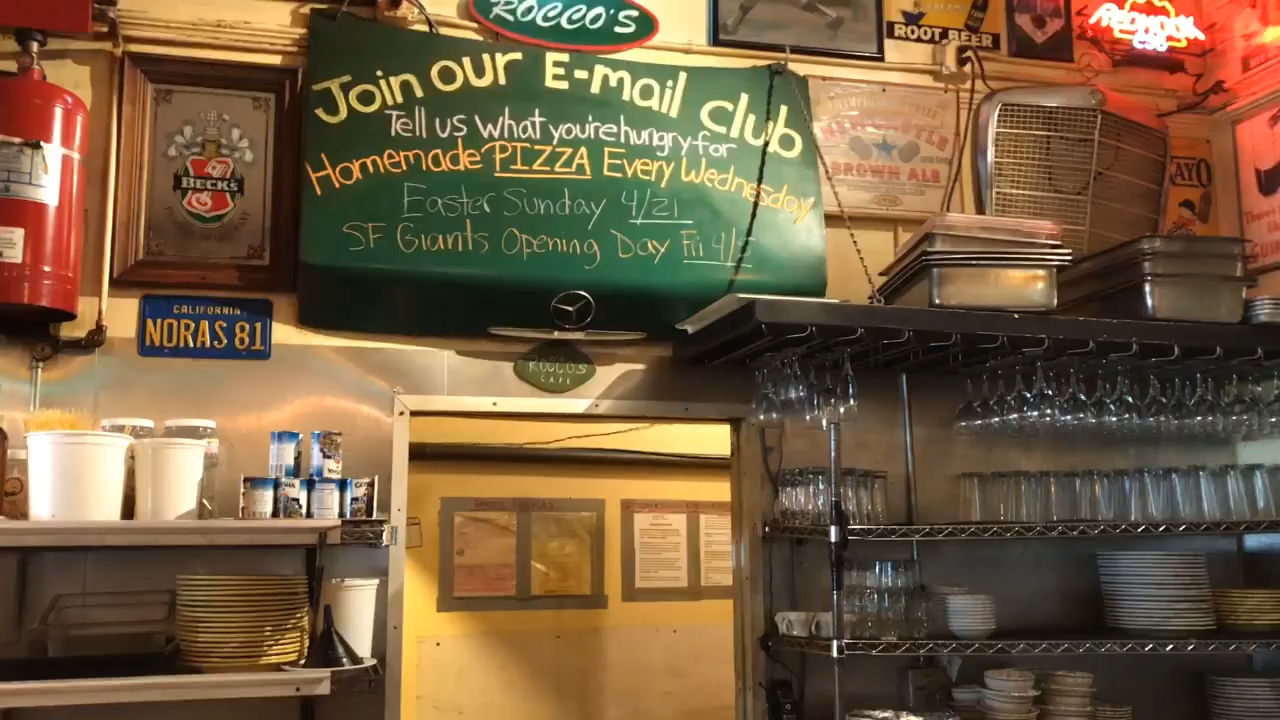 ROCCO'S
ROOT BEER
Join our E-mail club
Tell us what you're hungry for
Homemade PIZZA Every Wednesday
Easter Sunday 4/21
SF Giants Opening Day Fri 4/5
BECK'S
BROWN ALE
CALIFORNIA
NORAS 81
ROCCO'S
CAFE